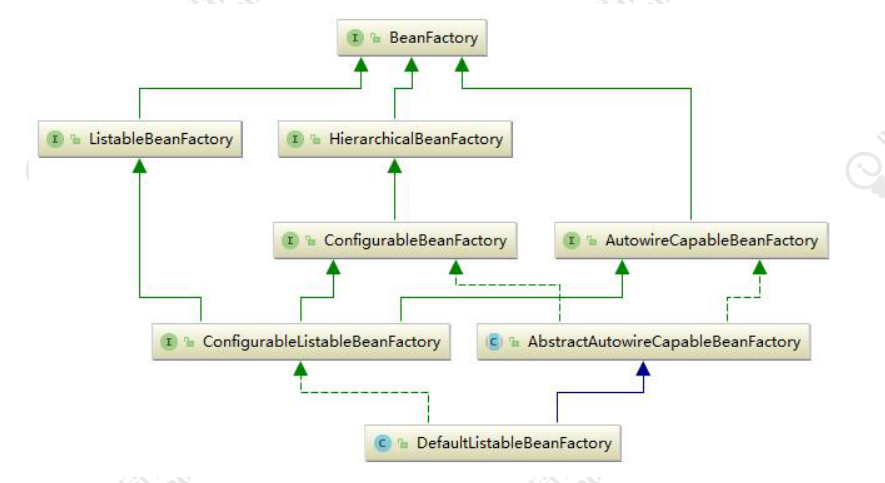 I BeanFactory
I ListableBeanFactory
I HierarchicalBeanFactory
I ConfigurableBeanFactory
I AutowireCapableBeanFactory
I ConfigurableListableBeanFactory
C AbstractAutowireCapableBeanFactory
C DefaultListableBeanFactory